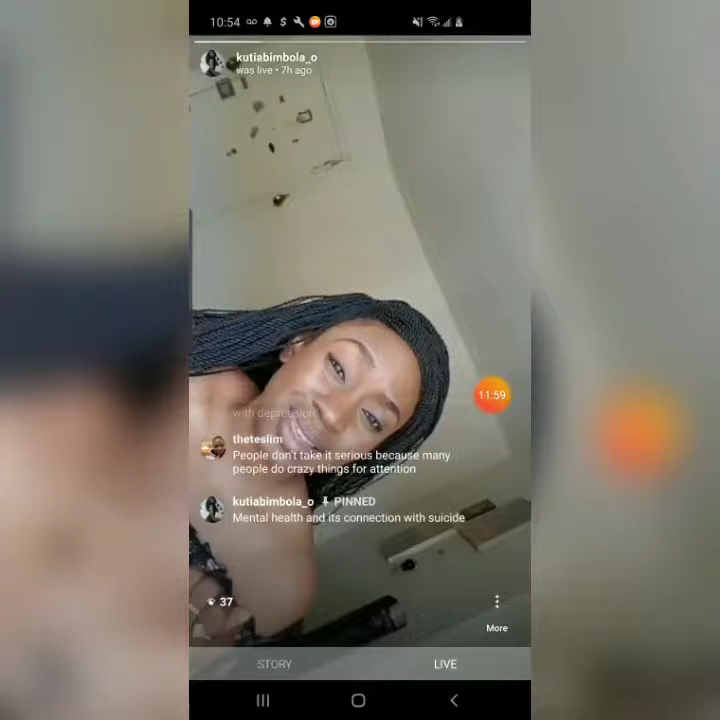 10:54
kutiabimbola_o
was live • 7h ago
11:59
with depression
theteslim
People don't take it serious because many
people do crazy things for attention
kutiabimbola_o PINNED
Mental health and its connection with suicide
37
More
STORY LIVE